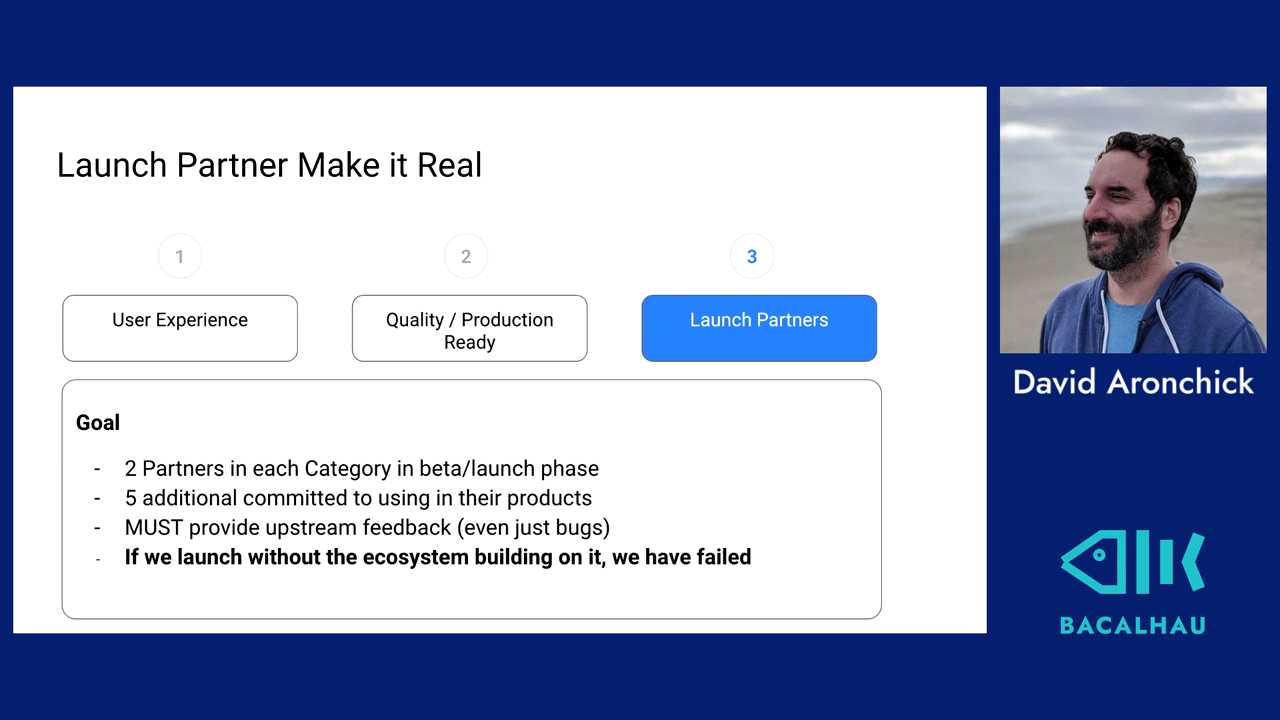 Launch Partner Make it Real
1
2
3
User Experience
Quality / Production
Ready
Launch Partners
Goal
- 2 Partners in each Category in beta/launch phase
- 5 additional committed to using in their products
- MUST provide upstream feedback (even just bugs)
- If we launch without the ecosystem building on it, we have failed
David Aronchick
BACALHAU